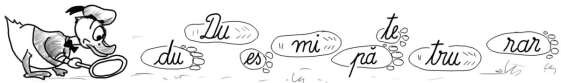 du Du es mi pă te tru rar